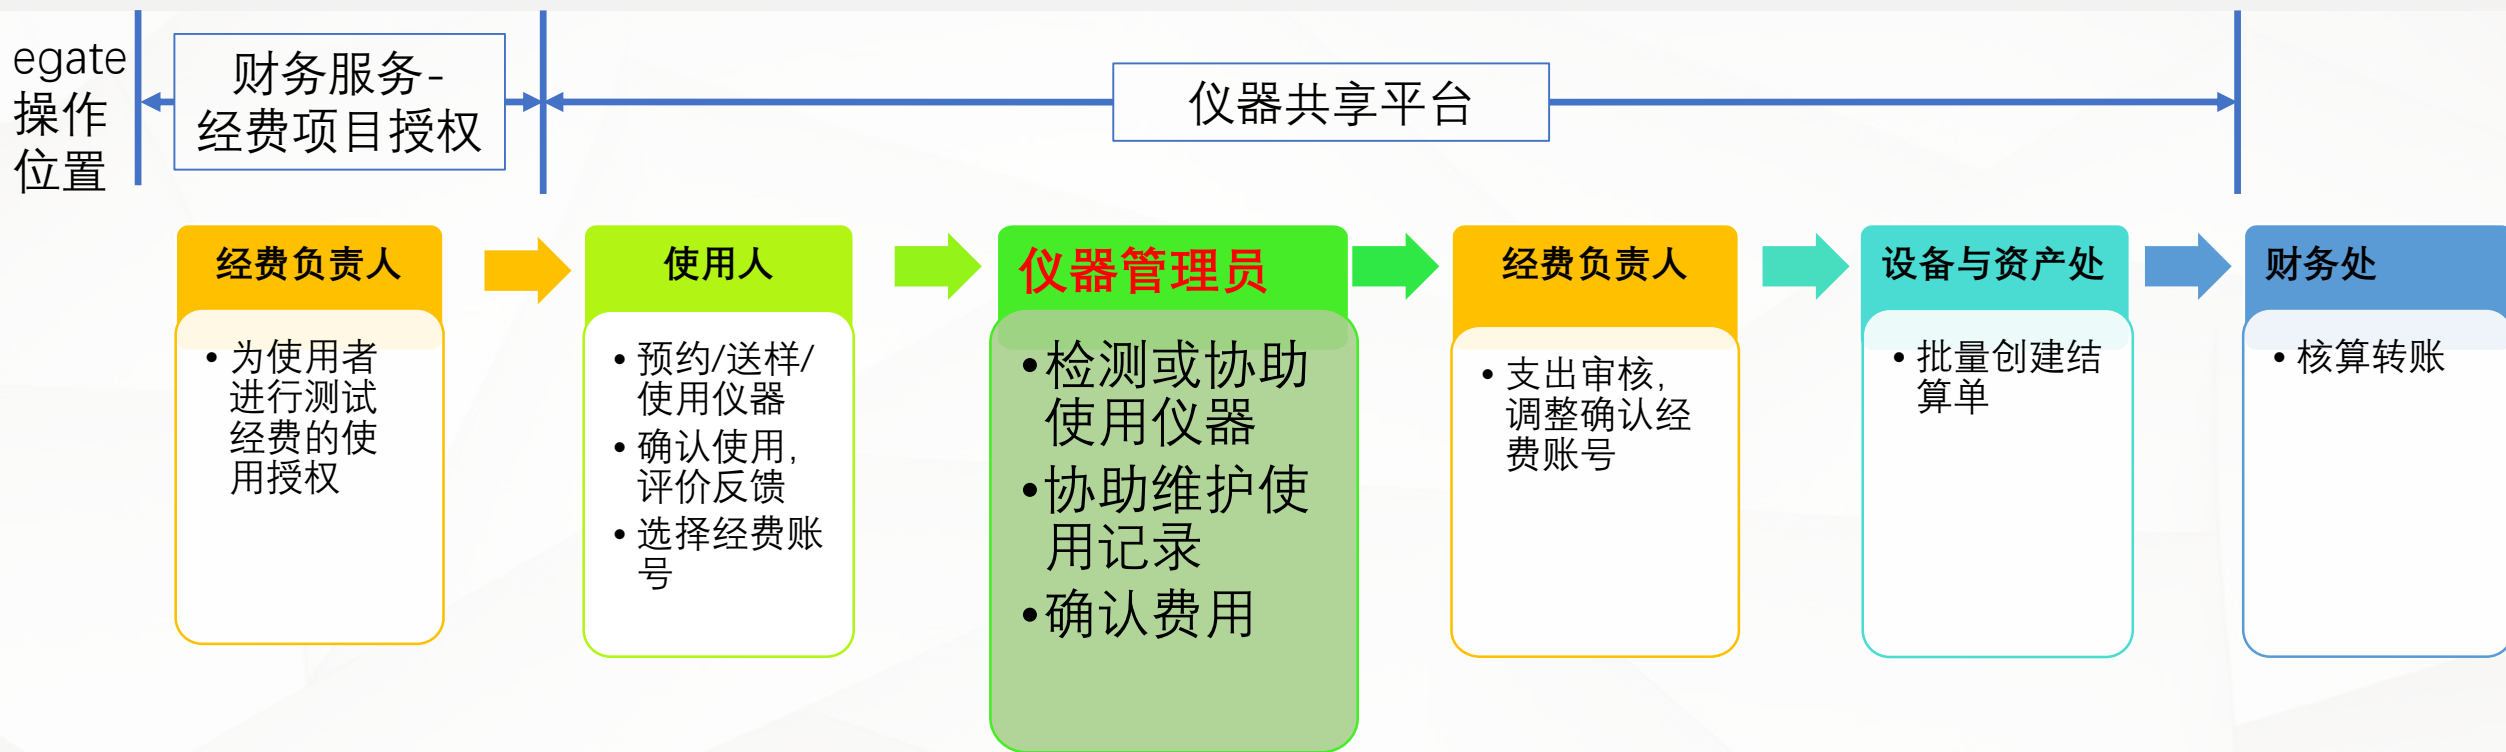 egate
操作
位置
财务服务-
经费项目授权
仪器共享平台
经费负责人
• 为使用者
进行测试
经费的使
用授权
使用人
• 预约/送样/
使用仪器
• 确认使用,
评价反馈
• 选择经费账
号
仪器管理员
•检测或协助
使用仪器
•协助维护使
用记录
•确认费用
经费负责人
• 支出审核,
调整确认经
费账号
设备与资产处
• 批量创建结
算单
财务处
• 核算转账